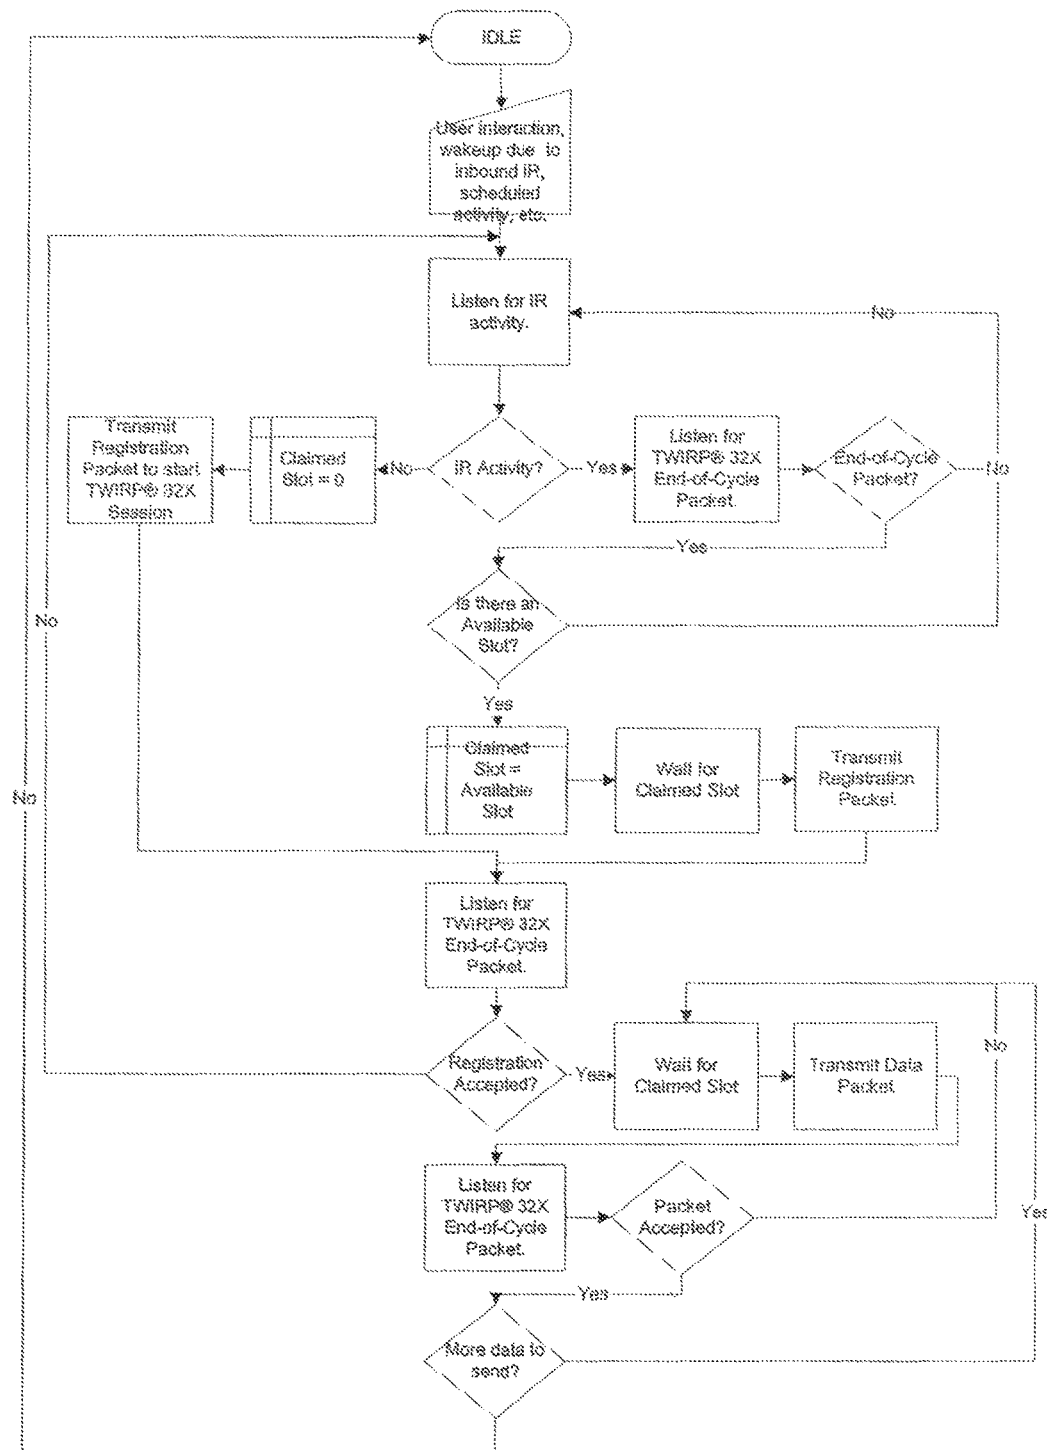 IDLE
User interaction,
wakeup due to
inbound IR,
scheduled
activity, etc.
Listen for IR
activity.
No
Transmit
Registration
Packet to start
TWIRP® 32X
Session
Claimed
Slot = 0
No
IR Activity?
Yes
Listen for
TWIRP® 32X
End-of-Cycle
Packet.
End-of-Cycle
Packet?
No
Yes
Is there an
Available
Slot?
No
Yes
Claimed
Slot =
Available
Slot
Wait for
Claimed Slot
Transmit
Registration
Packet.
No
Listen for
TWIRP® 32X
End-of-Cycle
Packet.
Registration
Accepted?
Yes
Wait for
Claimed Slot
Transmit Data
Packet
No
Listen for
TWIRP® 32X
End-of-Cycle
Packet.
Packet
Accepted?
Yes
Yes
More data to
send?